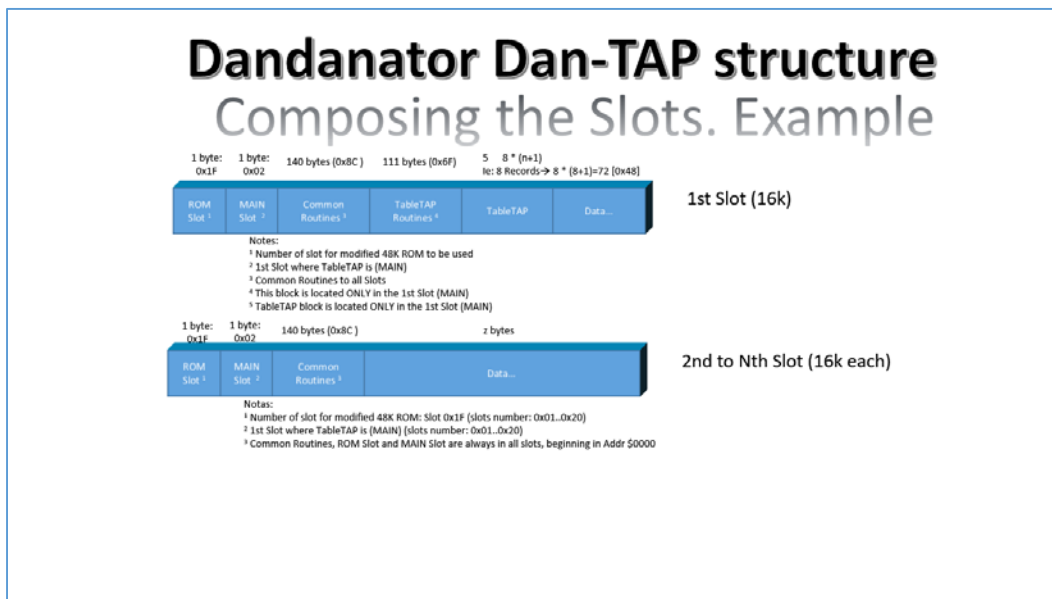 Dandanator Dan-TAP structure
Composing the Slots. Example
1 byte: 0x1F
1 byte: 0x02
140 bytes (0x8C )
111 bytes (0x6F)
5 8 * (n+1)
Ie: 8 Records→ 8 * (8+1)=72 [0x48]
ROM Slot ¹
MAIN Slot ²
Common Routines ³
TableTAP Routines ⁴
TableTAP
Data...
1st Slot (16k)
Notes:
¹ Number of slot for modified 48K ROM to be used
² 1st Slot where TableTAP is (MAIN)
³ Common Routines to all Slots
⁴ This block is located ONLY in the 1st Slot (MAIN)
⁵ TableTAP block is located ONLY in the 1st Slot (MAIN)
1 byte: 0x1F
1 byte: 0x02
140 bytes (0x8C )
z bytes
ROM Slot ¹
MAIN Slot ²
Common Routines ³
Data...
2nd to Nth Slot (16k each)
Notas:
¹ Number of slot for modified 48K ROM: Slot 0x1F (slots number: 0x01..0x20)
² 1st Slot where TableTAP is (MAIN) (slots number: 0x01..0x20)
³ Common Routines, ROM Slot and MAIN Slot are always in all slots, beginning in Addr $0000